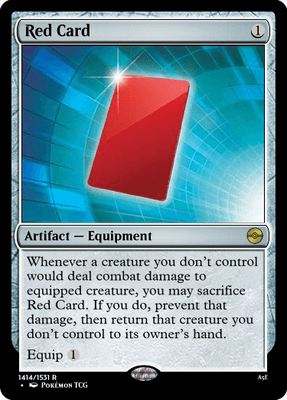 Red Card 1
Artifact — Equipment
Whenever a creature you don't control
would deal combat damage to
equipped creature, you may sacrifice
Red Card. If you do, prevent that
damage, then return that creature you
don't control to its owner's hand.
Equip 1
1414/1531 R
• Pokémon TCG